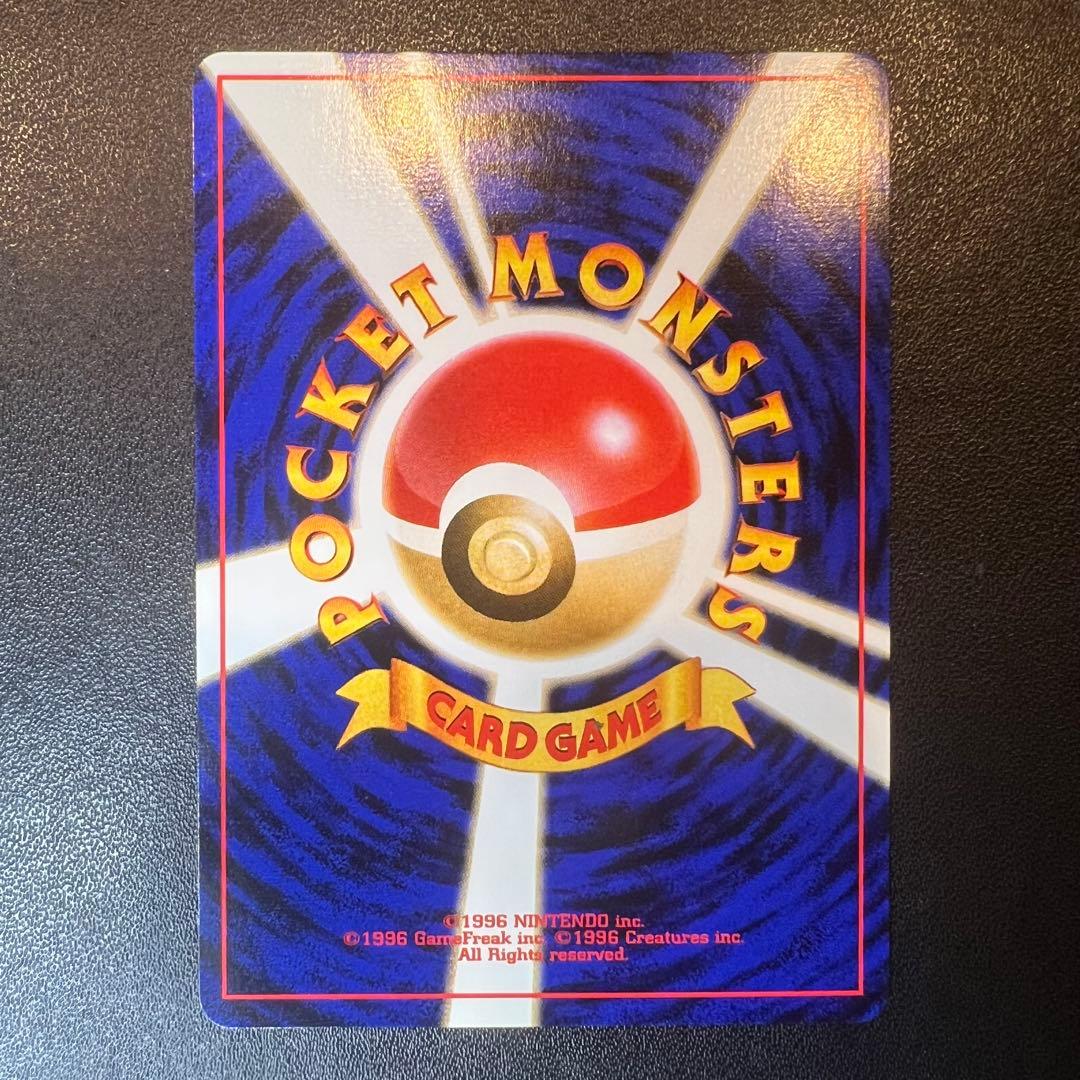 POCKET MONSTERS
CARD GAME
©1996 NINTENDO inc.
©1996 GameFreak inc. ©1996 Creatures inc.
All Rights reserved.